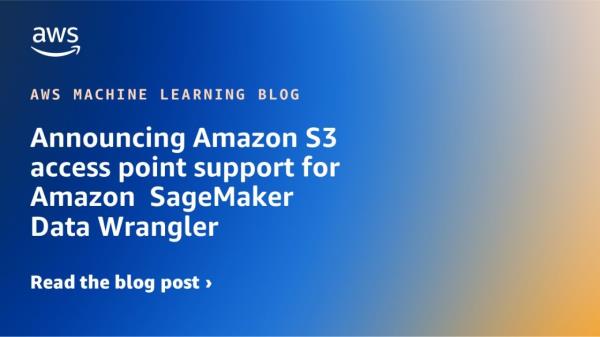 aws
AWS MACHINE LEARNING BLOG
Announcing Amazon S3
access point support for
Amazon  SageMaker
Data Wrangler
Read the blog post ›